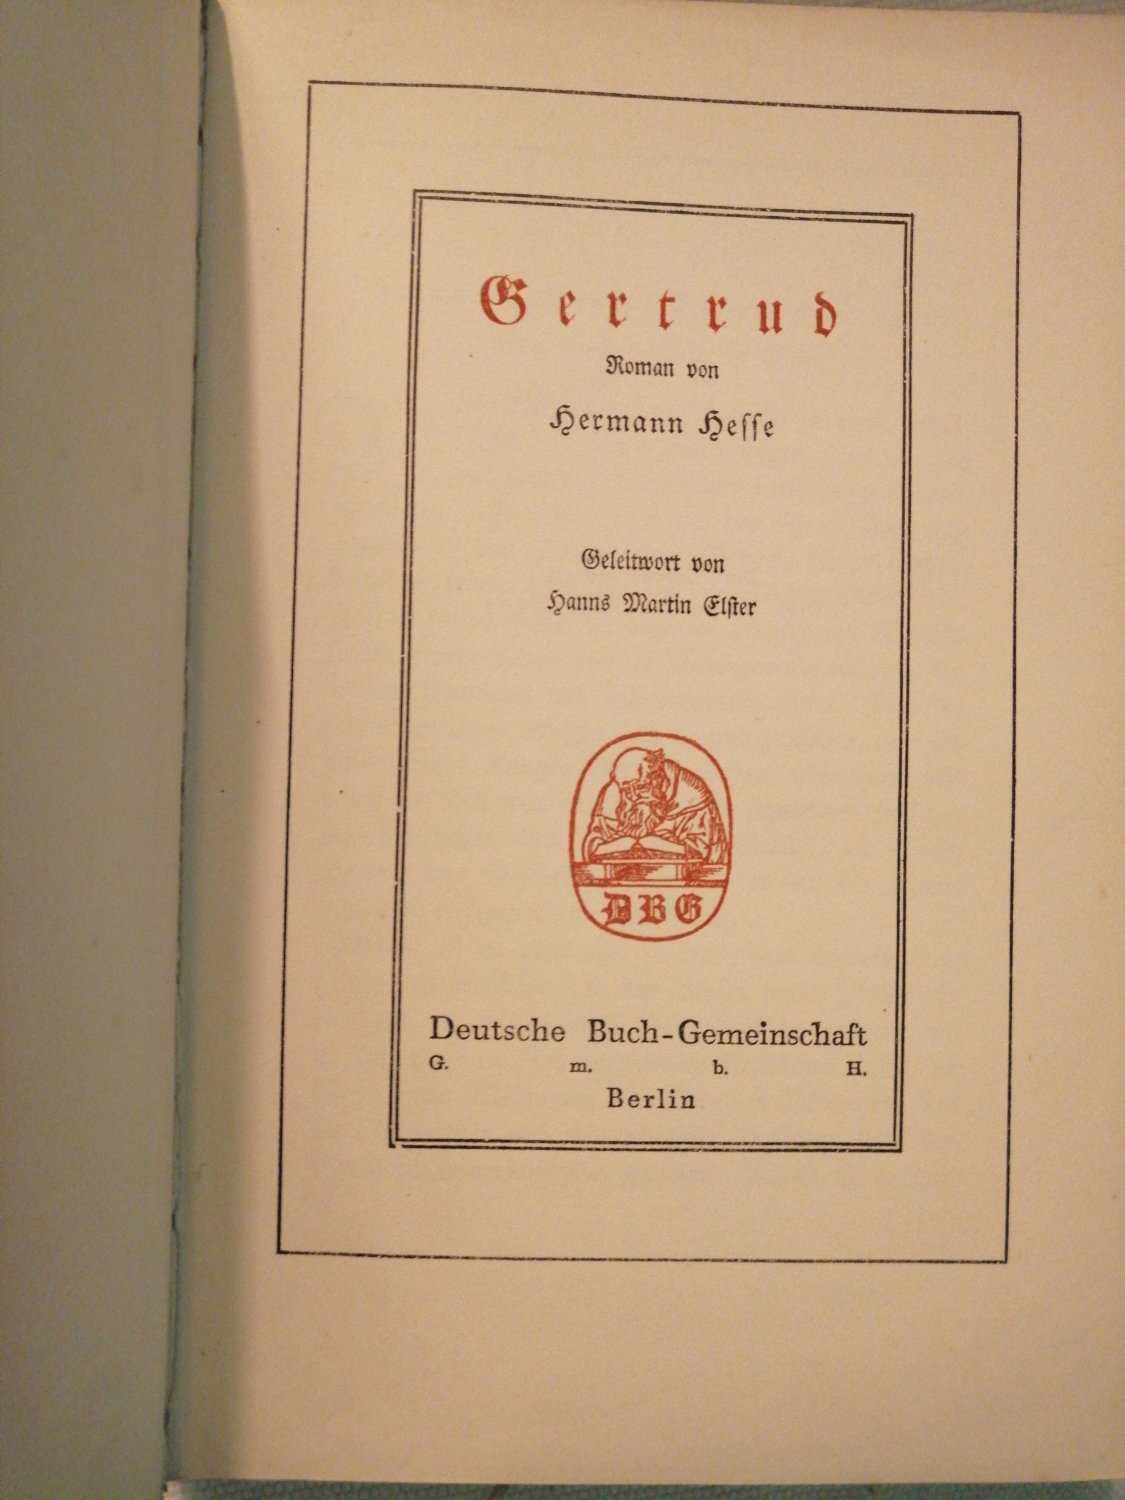 Gertrud
Roman von
Hermann Hesse
Geleitwort von
Hanns Martin Elster
DBG
Deutsche Buch-Gemeinschaft
G. m. b. H.
Berlin